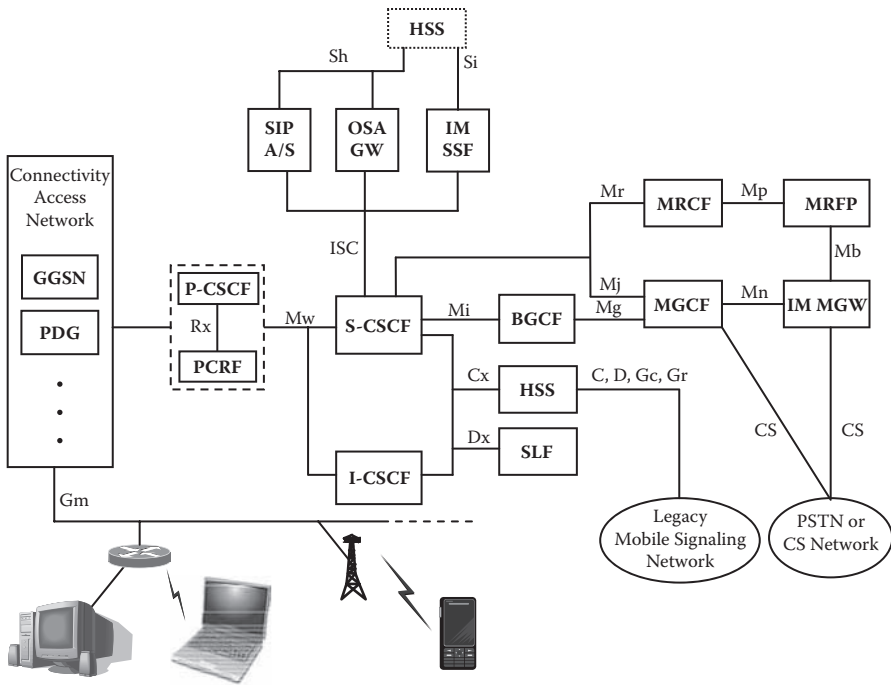 HSS
Sh
Si
SIP
A/S
OSA
GW
IM
SSF
Connectivity
Access
Network
GGSN
PDG
P-CSCF
Rx
PCRF
Mw
ISC
S-CSCF
I-CSCF
Mi
BGCF
Mg
Mr
MRCF
Mp
MRFP
Mb
Mj
MGCF
Mn
IM MGW
Cx
HSS
C, D, Gc, Gr
Dx
SLF
CS
CS
Gm
Legacy
Mobile Signaling
Network
PSTN or
CS Network